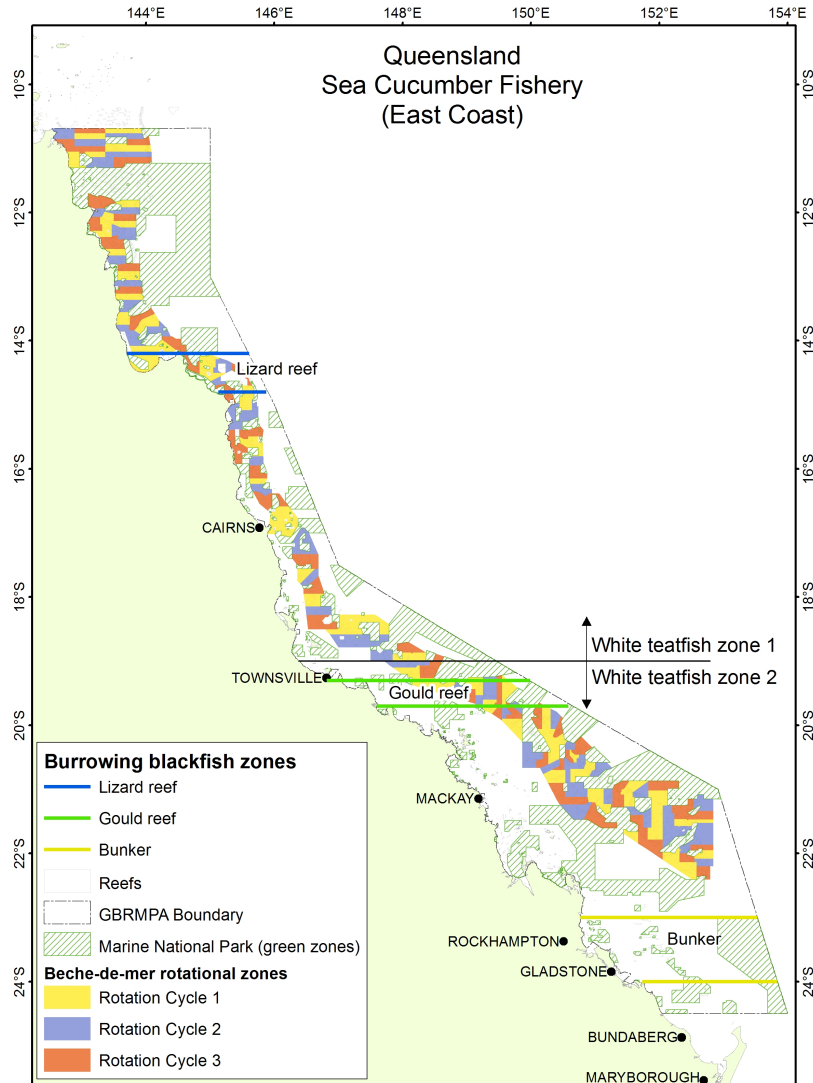 144°E 146°E 148°E 150°E 152°E 154°E
Queensland
Sea Cucumber Fishery
(East Coast)
10°S
12°S
14°S
Lizard reef
16°S
CAIRNS
18°S
White teatfish zone 1
White teatfish zone 2
TOWNSVILLE
Gould reef
20°S
MACKAY
22°S
ROCKHAMPTON
Bunker
GLADSTONE
24°S
BUNDABERG
MARYBOROUGH
Burrowing blackfish zones
Lizard reef
Gould reef
Bunker
Reefs
GBRMPA Boundary
Marine National Park (green zones)
Beche-de-mer rotational zones
Rotation Cycle 1
Rotation Cycle 2
Rotation Cycle 3